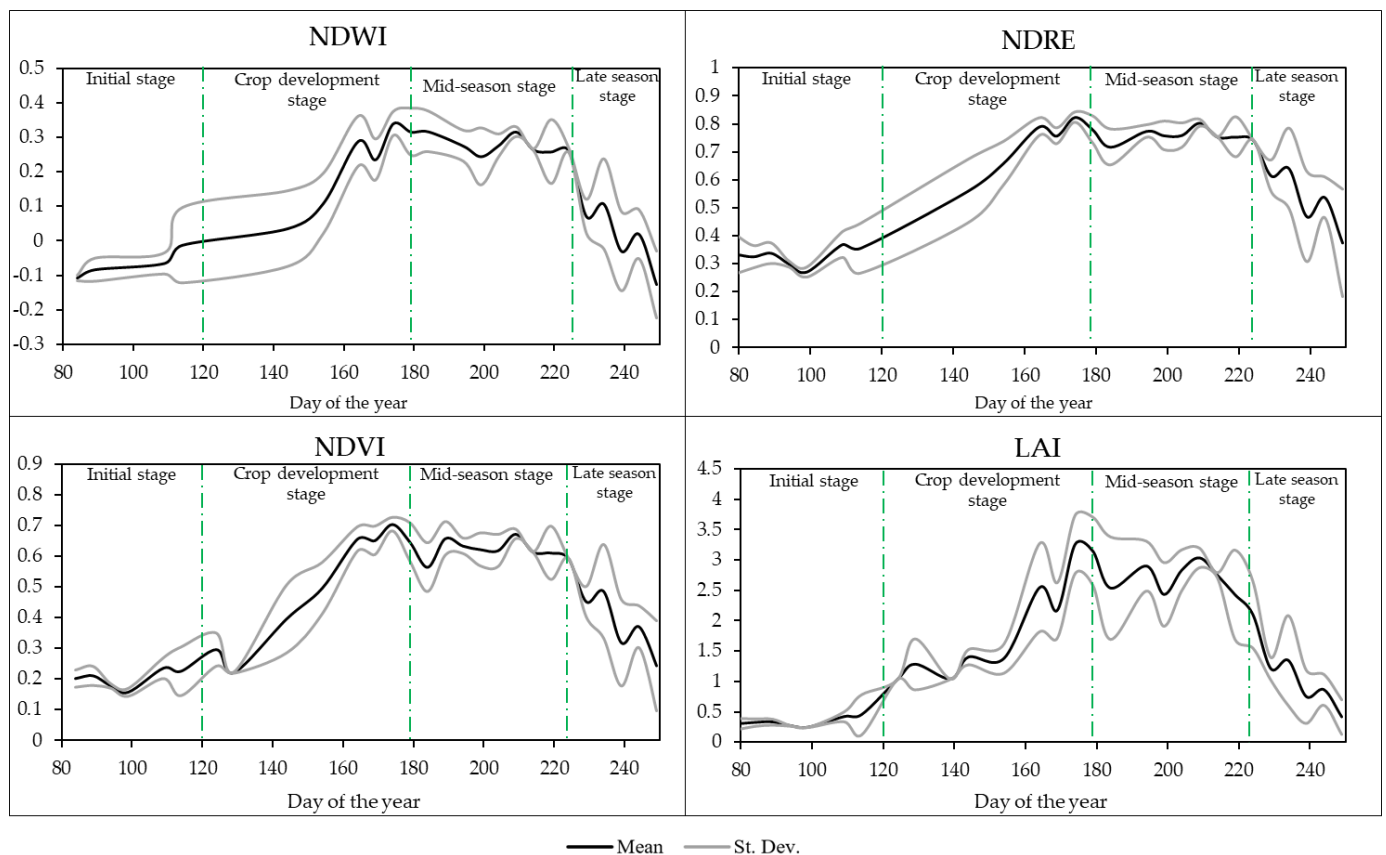 NDWI
Initial stage
Crop development
stage
Mid-season stage
Late season
stage
0.5
0.4
0.3
0.2
0.1
0
-0.1
-0.2
-0.3
80 100 120 140 160 180 200 220 240
Day of the year
NDRE
Initial stage
Crop development
stage
Mid-season stage
Late season
stage
1
0.9
0.8
0.7
0.6
0.5
0.4
0.3
0.2
0.1
0
80 100 120 140 160 180 200 220 240
Day of the year
NDVI
Initial stage
Crop development
stage
Mid-season stage
Late season
stage
0.9
0.8
0.7
0.6
0.5
0.4
0.3
0.2
0.1
0
80 100 120 140 160 180 200 220 240
Day of the year
LAI
Initial stage
Crop development
stage
Mid-season stage
Late season
stage
4.5
4
3.5
3
2.5
2
1.5
1
0.5
0
80 100 120 140 160 180 200 220 240
Day of the year
Mean St. Dev.